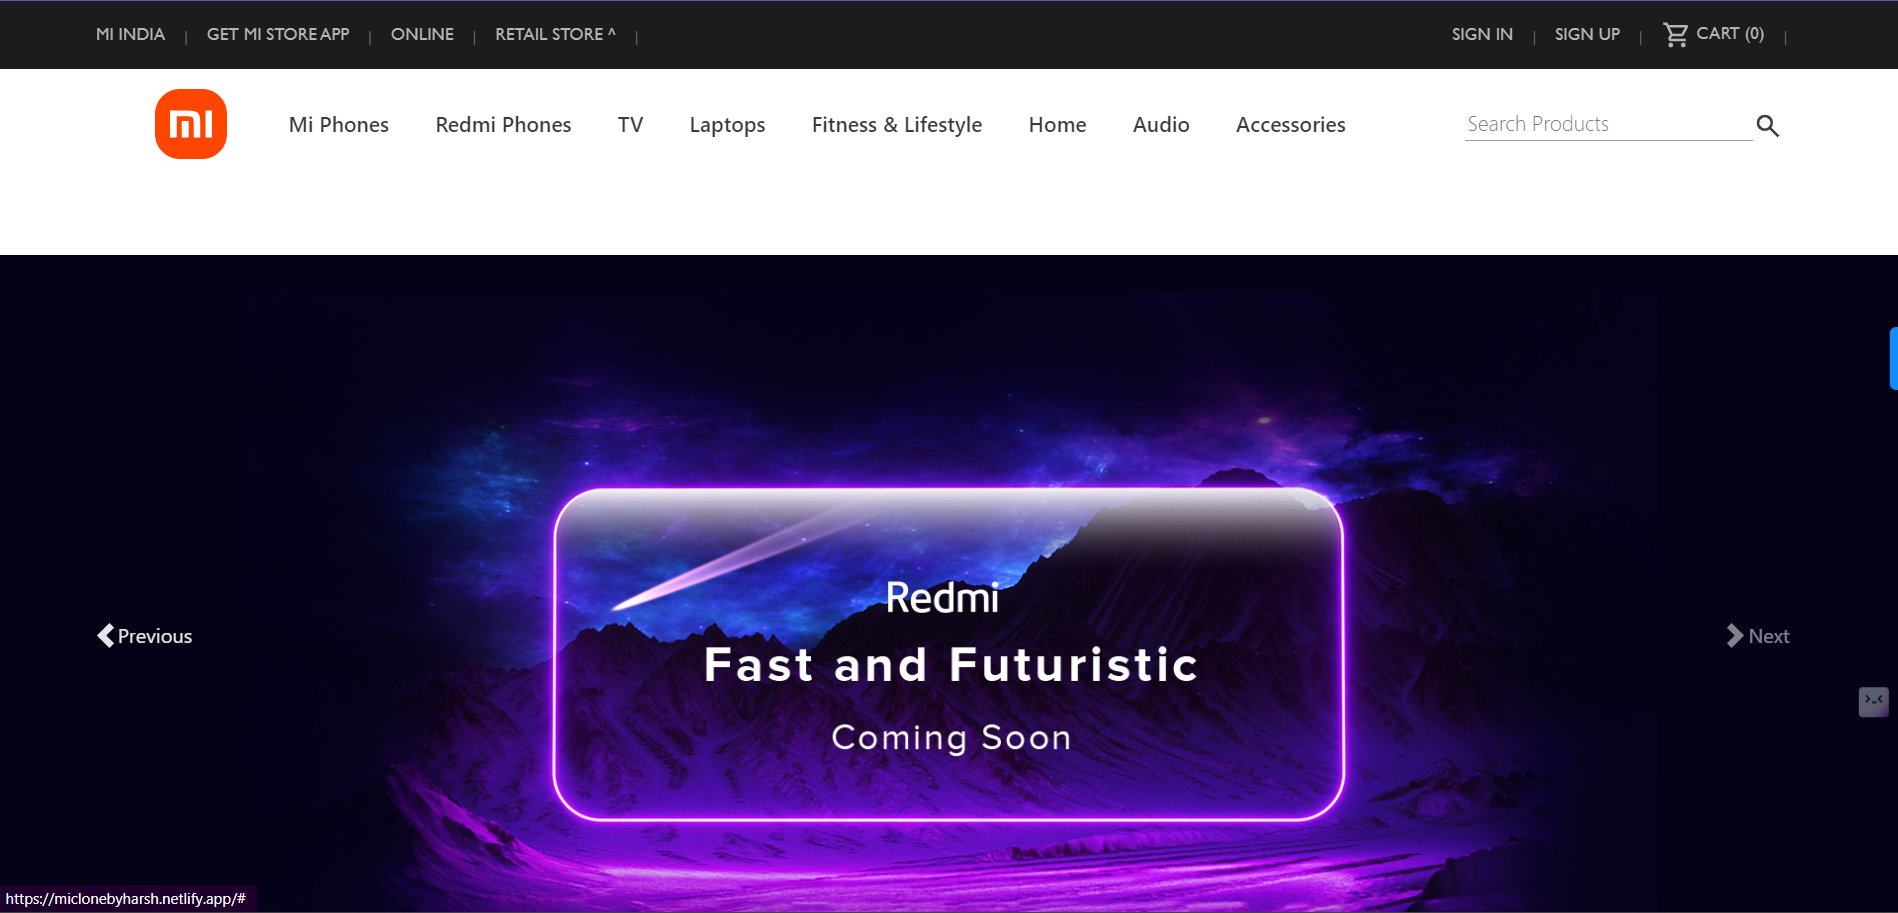 MI INDIA | GET MI STORE APP | ONLINE | RETAIL STORE ^ | SIGN IN | SIGN UP | CART (0) |
mi Mi Phones Redmi Phones TV Laptops Fitness & Lifestyle Home Audio Accessories Search Products
Redmi
Previous Next
Fast and Futuristic
Coming Soon
https://miclonebyharsh.netlify.app/#